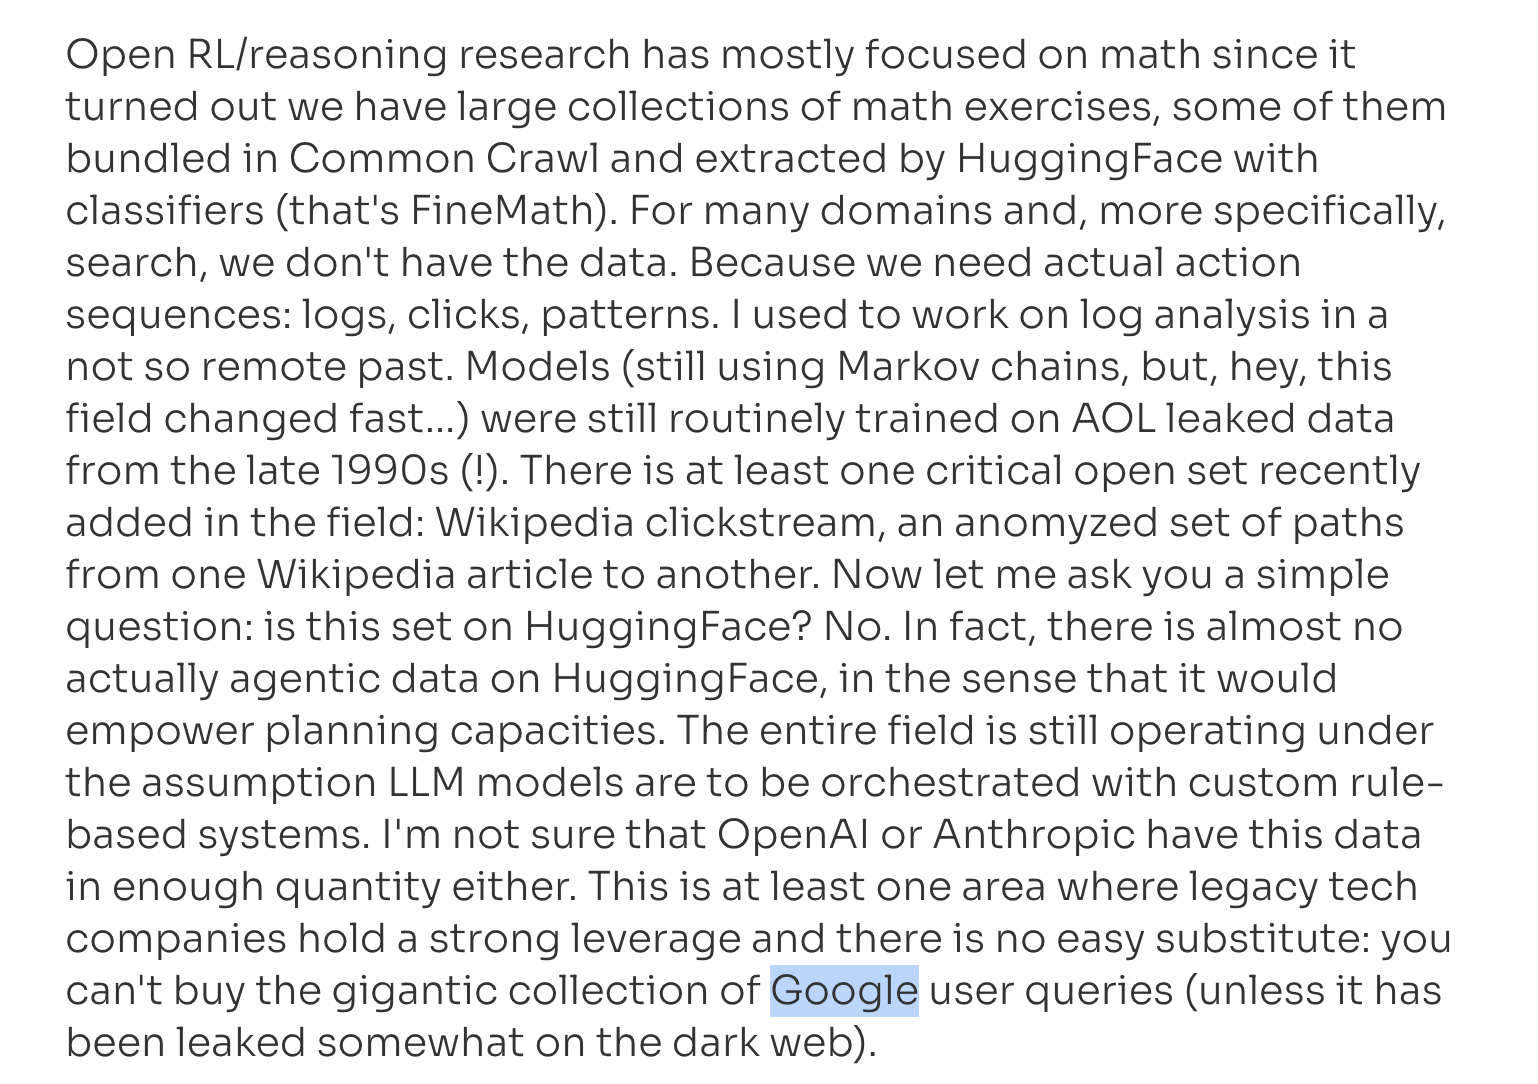 Open RL/reasoning research has mostly focused on math since it
turned out we have large collections of math exercises, some of them
bundled in Common Crawl and extracted by HuggingFace with
classifiers (that's FineMath). For many domains and, more specifically,
search, we don't have the data. Because we need actual action
sequences: logs, clicks, patterns. I used to work on log analysis in a
not so remote past. Models (still using Markov chains, but, hey, this
field changed fast...) were still routinely trained on AOL leaked data
from the late 1990s (!). There is at least one critical open set recently
added in the field: Wikipedia clickstream, an anomyzed set of paths
from one Wikipedia article to another. Now let me ask you a simple
question: is this set on HuggingFace? No. In fact, there is almost no
actually agentic data on HuggingFace, in the sense that it would
empower planning capacities. The entire field is still operating under
the assumption LLM models are to be orchestrated with custom rule-
based systems. I'm not sure that OpenAI or Anthropic have this data
in enough quantity either. This is at least one area where legacy tech
companies hold a strong leverage and there is no easy substitute: you
can't buy the gigantic collection of Google user queries (unless it has
been leaked somewhat on the dark web).